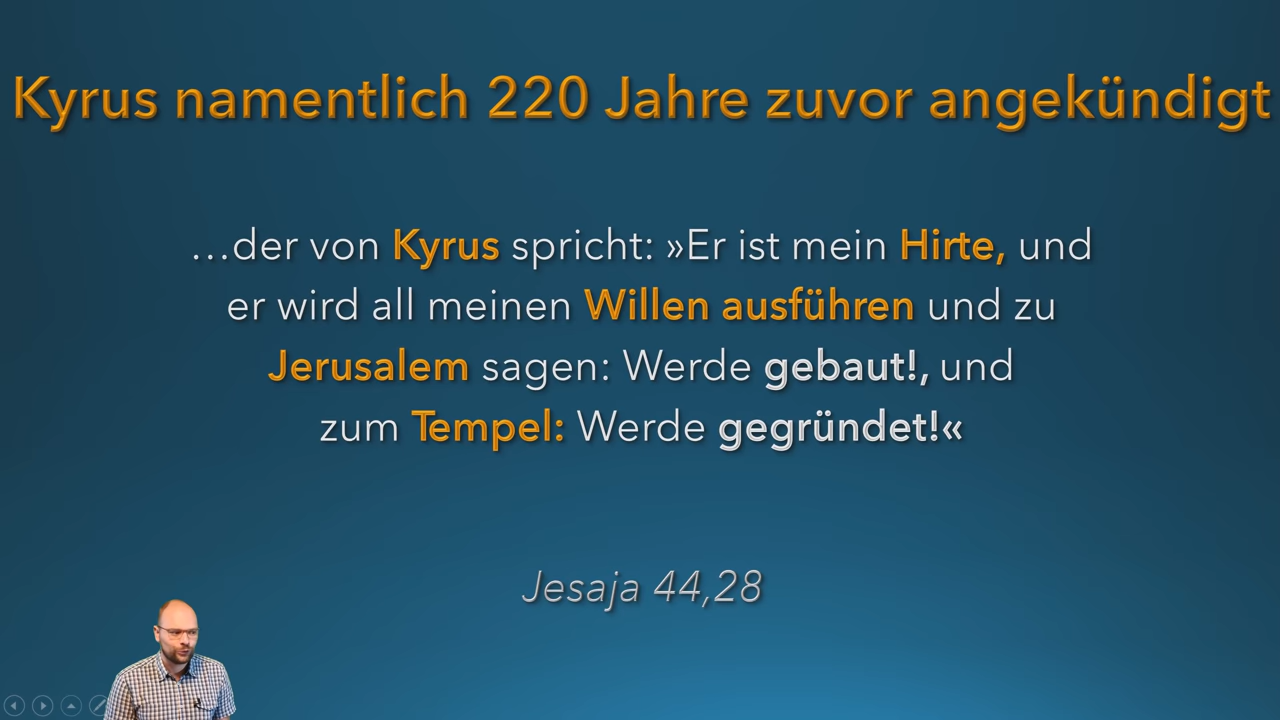 Kyrus namentlich 220 Jahre zuvor angekündigt
…der von Kyrus spricht: »Er ist mein Hirte, und
er wird all meinen Willen ausführen und zu
Jerusalem sagen: Werde gebaut!, und
zum Tempel: Werde gegründet!«
Jesaja 44,28